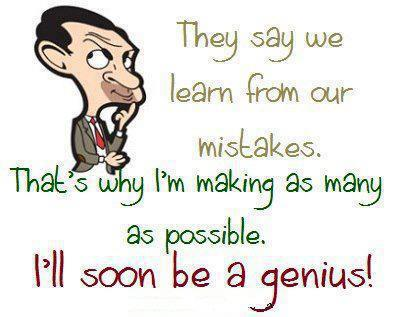 They say we
learn from our
mistakes.
That's why I'm making as many
as possible.
I'll soon be a genius!